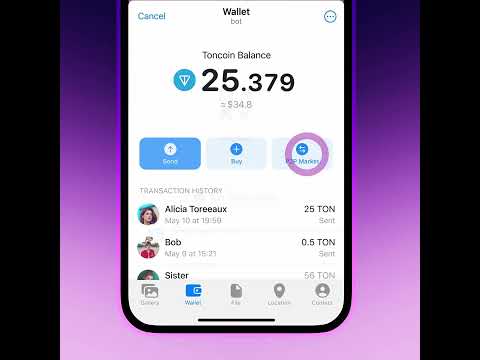 Cancel
Wallet
bot
Toncoin Balance
25.379
≈ $34.8
Send
Buy
P2P Market
TRANSACTION HISTORY
Alicia Toreeaux
25 TON
May 10 at 19:59
Sent
Bob
0.5 TON
May 9 at 15:21
Sent
Sister
56 TON
Gallery
Wallet
File
Location
Contact